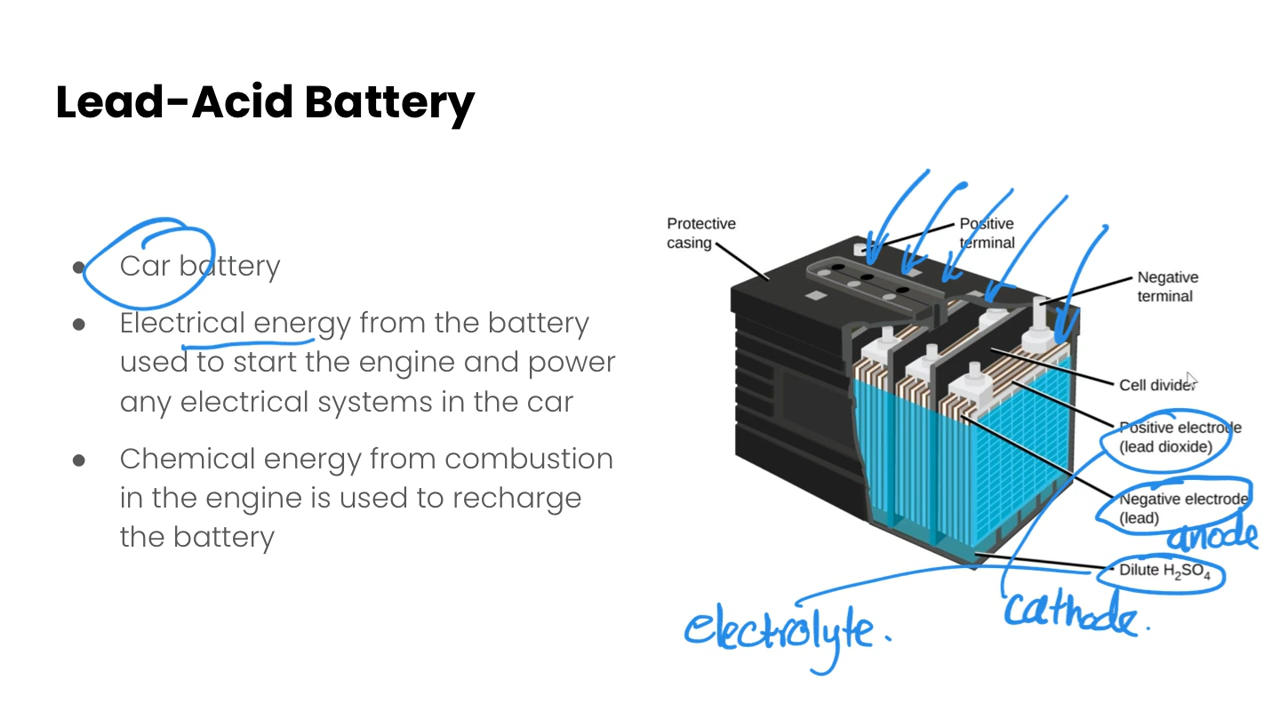 Lead-Acid Battery
● Car battery
● Electrical energy from the battery
used to start the engine and power
any electrical systems in the car
● Chemical energy from combustion
in the engine is used to recharge
the battery
Protective
casing
Positive
terminal
Negative
terminal
Cell divider
Positive electrode
(lead dioxide)
Negative electrode
(lead)
anode
Dilute H₂SO₄
cathode.
electrolyte.